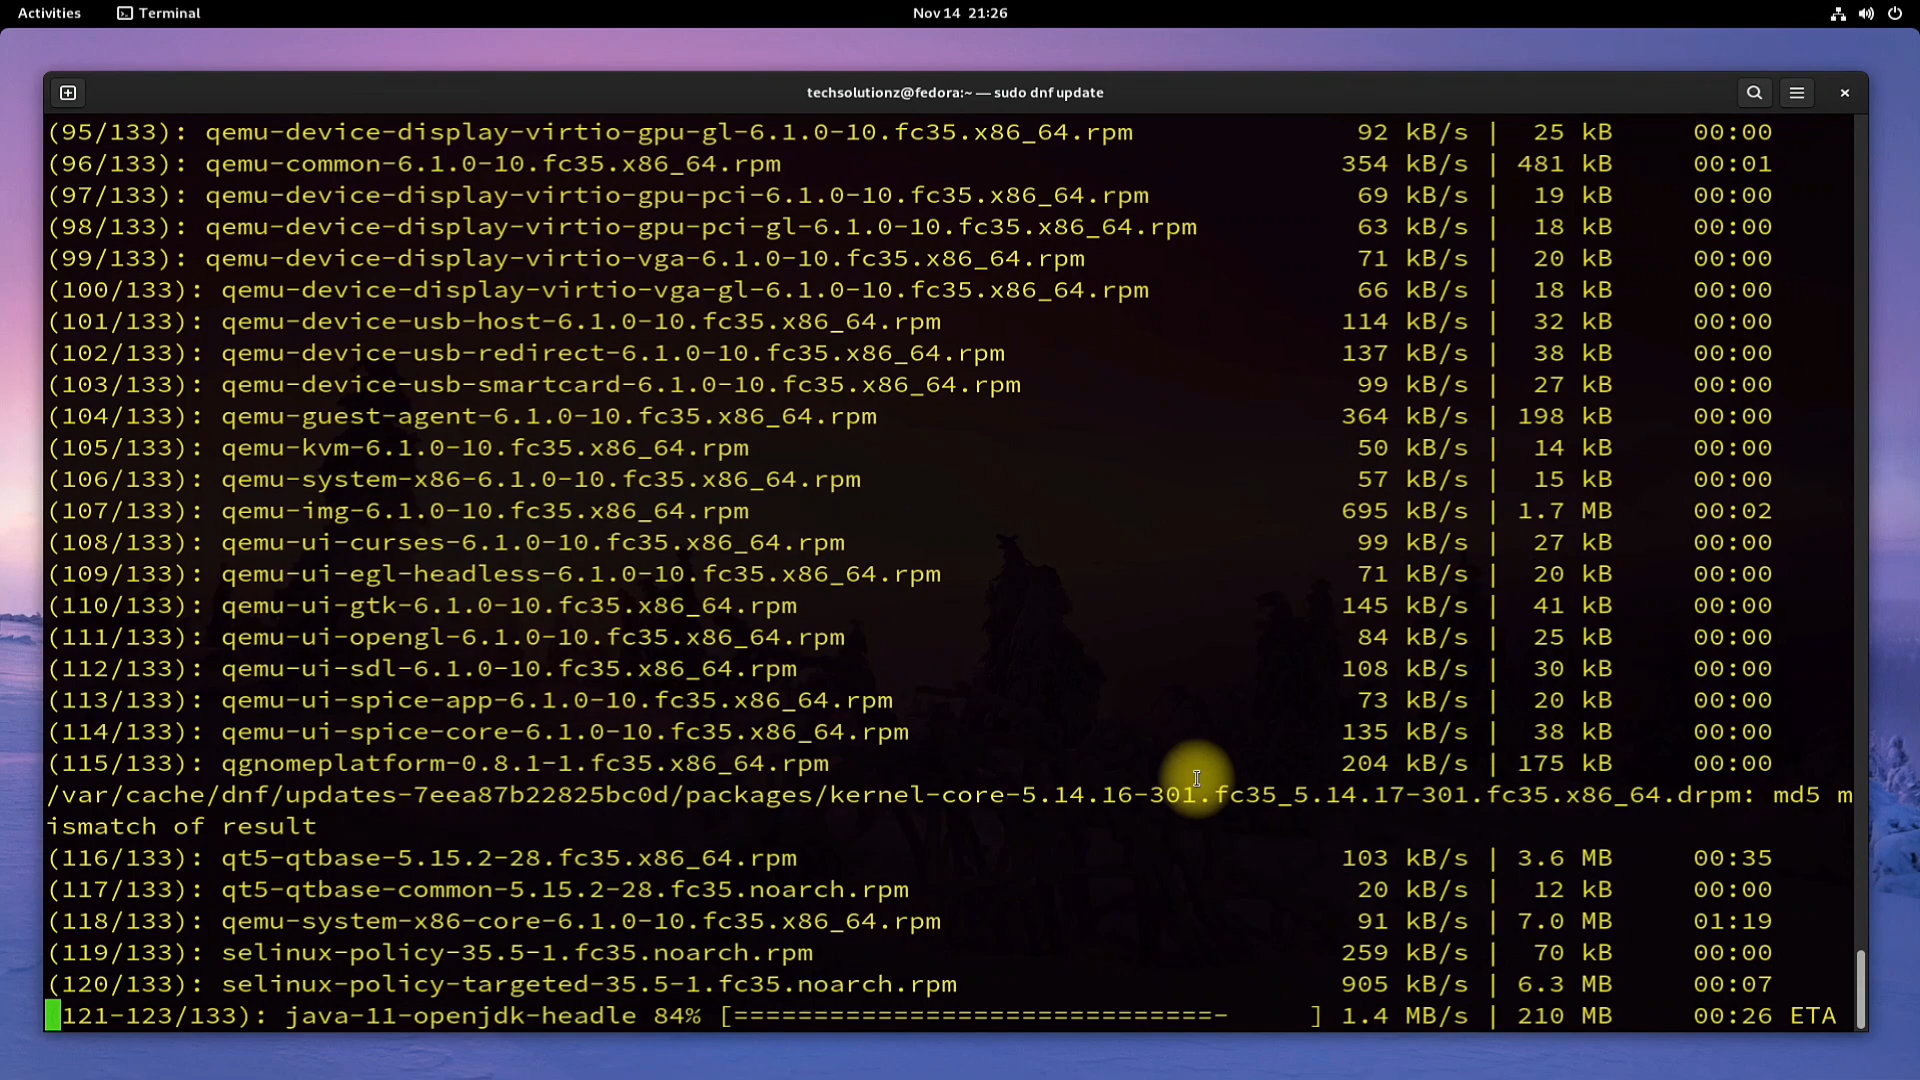 Activities Terminal Nov 14 21:26
techsolutionz@fedora:~ — sudo dnf update
(95/133): qemu-device-display-virtio-gpu-gl-6.1.0-10.fc35.x86_64.rpm 92 kB/s | 25 kB 00:00
(96/133): qemu-common-6.1.0-10.fc35.x86_64.rpm 354 kB/s | 481 kB 00:01
(97/133): qemu-device-display-virtio-gpu-pci-6.1.0-10.fc35.x86_64.rpm 69 kB/s | 19 kB 00:00
(98/133): qemu-device-display-virtio-gpu-pci-gl-6.1.0-10.fc35.x86_64.rpm 63 kB/s | 18 kB 00:00
(99/133): qemu-device-display-virtio-vga-6.1.0-10.fc35.x86_64.rpm 71 kB/s | 20 kB 00:00
(100/133): qemu-device-display-virtio-vga-gl-6.1.0-10.fc35.x86_64.rpm 66 kB/s | 18 kB 00:00
(101/133): qemu-device-usb-host-6.1.0-10.fc35.x86_64.rpm 114 kB/s | 32 kB 00:00
(102/133): qemu-device-usb-redirect-6.1.0-10.fc35.x86_64.rpm 137 kB/s | 38 kB 00:00
(103/133): qemu-device-usb-smartcard-6.1.0-10.fc35.x86_64.rpm 99 kB/s | 27 kB 00:00
(104/133): qemu-guest-agent-6.1.0-10.fc35.x86_64.rpm 364 kB/s | 198 kB 00:00
(105/133): qemu-kvm-6.1.0-10.fc35.x86_64.rpm 50 kB/s | 14 kB 00:00
(106/133): qemu-system-x86-6.1.0-10.fc35.x86_64.rpm 57 kB/s | 15 kB 00:00
(107/133): qemu-img-6.1.0-10.fc35.x86_64.rpm 695 kB/s | 1.7 MB 00:02
(108/133): qemu-ui-curses-6.1.0-10.fc35.x86_64.rpm 99 kB/s | 27 kB 00:00
(109/133): qemu-ui-egl-headless-6.1.0-10.fc35.x86_64.rpm 71 kB/s | 20 kB 00:00
(110/133): qemu-ui-gtk-6.1.0-10.fc35.x86_64.rpm 145 kB/s | 41 kB 00:00
(111/133): qemu-ui-opengl-6.1.0-10.fc35.x86_64.rpm 84 kB/s | 25 kB 00:00
(112/133): qemu-ui-sdl-6.1.0-10.fc35.x86_64.rpm 108 kB/s | 30 kB 00:00
(113/133): qemu-ui-spice-app-6.1.0-10.fc35.x86_64.rpm 73 kB/s | 20 kB 00:00
(114/133): qemu-ui-spice-core-6.1.0-10.fc35.x86_64.rpm 135 kB/s | 38 kB 00:00
(115/133): qgnomeplatform-0.8.1-1.fc35.x86_64.rpm 204 kB/s | 175 kB 00:00
/var/cache/dnf/updates-7eea87b22825bc0d/packages/kernel-core-5.14.16-301.fc35_5.14.17-301.fc35.x86_64.drpm: md5 m
ismatch of result
(116/133): qt5-qtbase-5.15.2-28.fc35.x86_64.rpm 103 kB/s | 3.6 MB 00:35
(117/133): qt5-qtbase-common-5.15.2-28.fc35.noarch.rpm 20 kB/s | 12 kB 00:00
(118/133): qemu-system-x86-core-6.1.0-10.fc35.x86_64.rpm 91 kB/s | 7.0 MB 01:19
(119/133): selinux-policy-35.5-1.fc35.noarch.rpm 259 kB/s | 70 kB 00:00
(120/133): selinux-policy-targeted-35.5-1.fc35.noarch.rpm 905 kB/s | 6.3 MB 00:07
121-123/133): java-11-openjdk-headle 84% [==============================- ] 1.4 MB/s | 210 MB 00:26 ETA